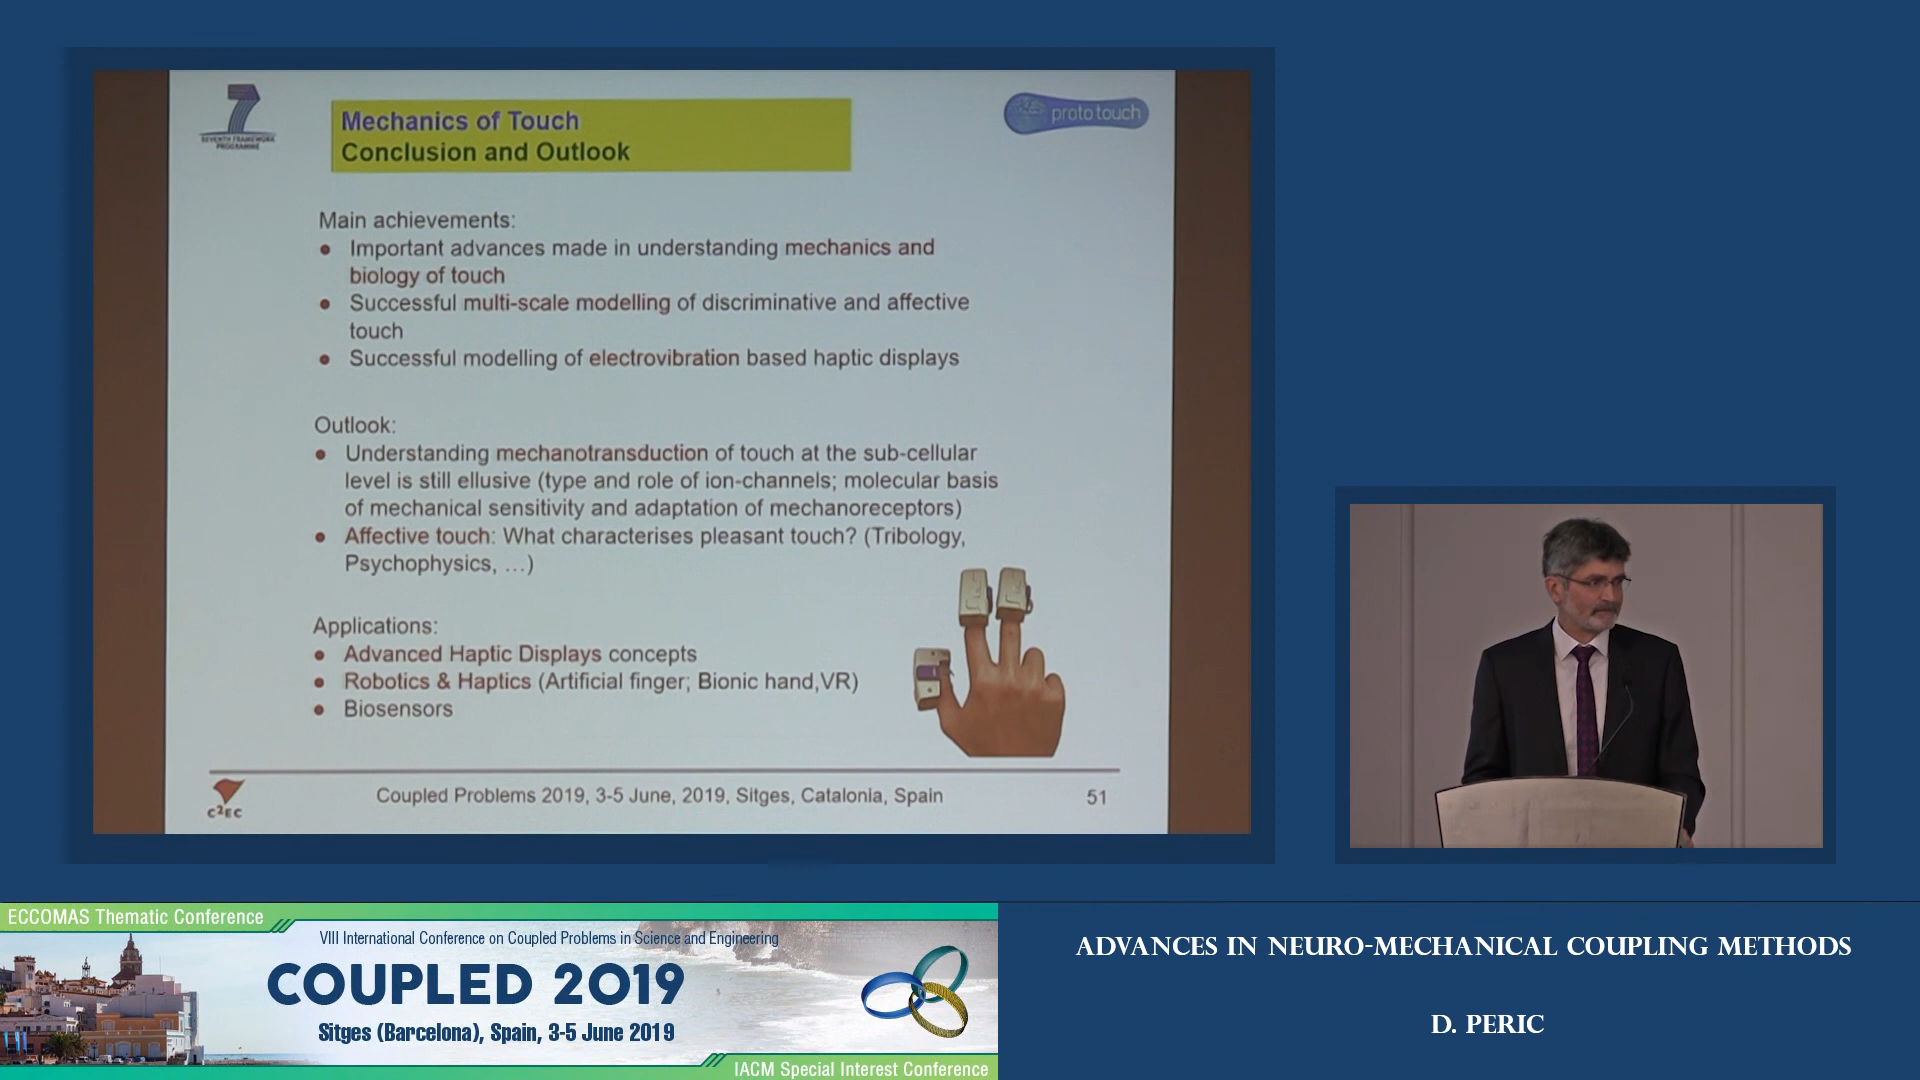 SEVENTH FRAMEWORK
PROGRAMME
Mechanics of Touch
Conclusion and Outlook
proto touch
Main achievements:
● Important advances made in understanding mechanics and
biology of touch
● Successful multi-scale modelling of discriminative and affective
touch
● Successful modelling of electrovibration based haptic displays
Outlook:
● Understanding mechanotransduction of touch at the sub-cellular
level is still ellusive (type and role of ion-channels; molecular basis
of mechanical sensitivity and adaptation of mechanoreceptors)
● Affective touch: What characterises pleasant touch? (Tribology,
Psychophysics, …)
Applications:
● Advanced Haptic Displays concepts
● Robotics & Haptics (Artificial finger; Bionic hand,VR)
● Biosensors
C²EC
Coupled Problems 2019, 3-5 June, 2019, Sitges, Catalonia, Spain
51
ECCOMAS Thematic Conference
VIII International Conference on Coupled Problems in Science and Engineering
COUPLED 2019
Sitges (Barcelona), Spain, 3-5 June 2019
IACM Special Interest Conference
ADVANCES IN NEURO-MECHANICAL COUPLING METHODS
D. PERIC